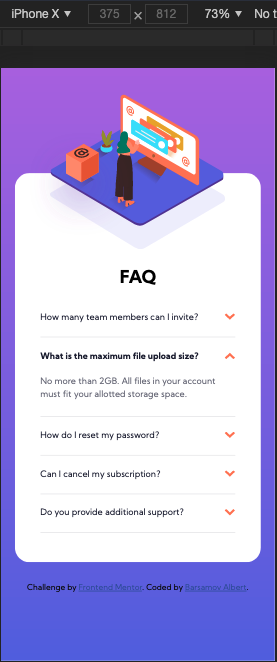 iPhone X ▼ 375 × 812 73% ▼ No t
FAQ
How many team members can I invite?
What is the maximum file upload size?
No more than 2GB. All files in your account
must fit your allotted storage space.
How do I reset my password?
Can I cancel my subscription?
Do you provide additional support?
Challenge by Frontend Mentor. Coded by Barsamov Albert.